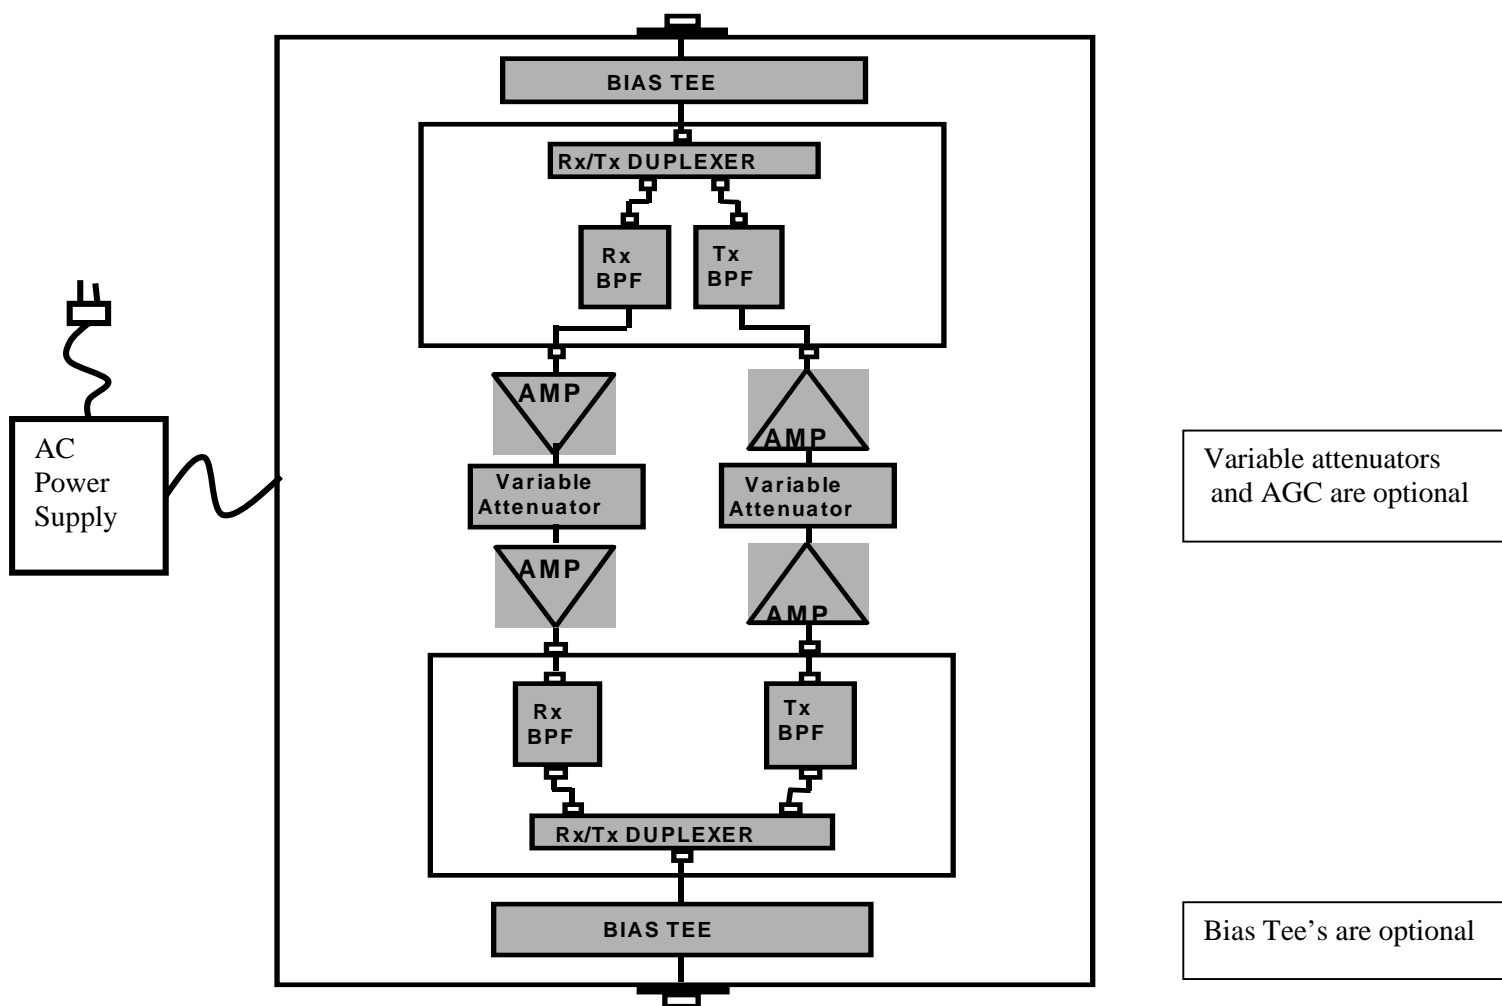 BIAS TEE
Rx/Tx DUPLEXER
Rx
BPF
Tx
BPF
AMP
AMP
AC
Power
Supply
Variable
Attenuator
Variable
Attenuator
Variable attenuators
and AGC are optional
AMP
AMP
Rx
BPF
Tx
BPF
Rx/Tx DUPLEXER
BIAS TEE
Bias Tee's are optional